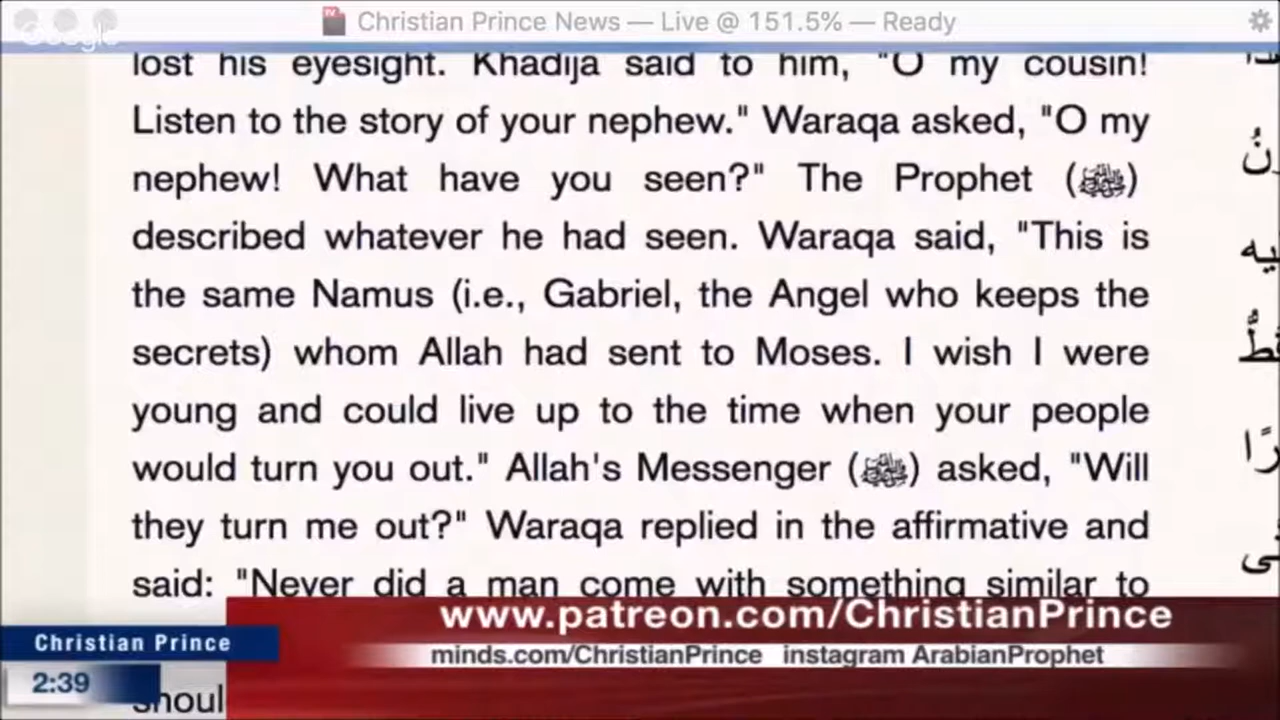 Christian Prince News — Live @ 151.5% — Ready
Google
lost his eyesight. Khadija said to him, "O my cousin!
Listen to the story of your nephew." Waraqa asked, "O my
nephew! What have you seen?" The Prophet (ﷺ)
described whatever he had seen. Waraqa said, "This is
the same Namus (i.e., Gabriel, the Angel who keeps the
secrets) whom Allah had sent to Moses. I wish I were
young and could live up to the time when your people
would turn you out." Allah's Messenger (ﷺ) asked, "Will
they turn me out?" Waraqa replied in the affirmative and
said: "Never did a man come with something similar to
www.patreon.com/ChristianPrince
Christian Prince
minds.com/ChristianPrince instagram ArabianProphet
2:39